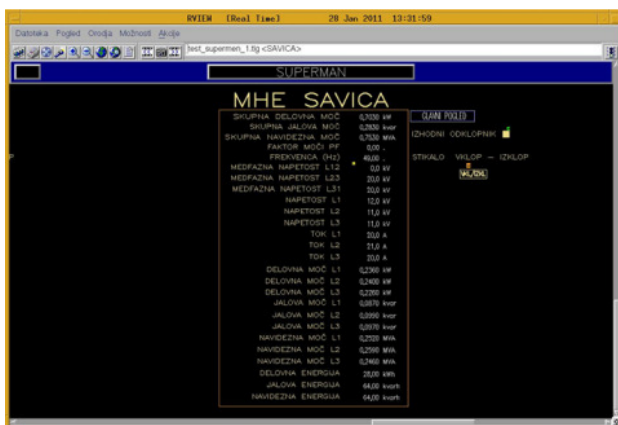 RVIEW [Real Time] 28 Jan 2011 13:31:59
Datoteka Pogled Orodja Možnosti Akcije
test_supermen_1.tlg <SAVICA>
SUPERMAN
MHE SAVICA
SKUPNA DELOVNA MOČ 0,7030 kW
GLAVNI POGLED
SKUPNA JALOVA MOČ 0,2830 kvar
SKUPNA NAVIDEZNA MOČ 0,7530 MVA
IZHODNI ODKLOPNIK
FAKTOR MOČI PF 0,00 .
FREKVENCA (Hz) 49,00 .
STIKALO VKLOP – IZKLOP
MEDFAZNA NAPETOST L12 0,0 kV
VKL/IZKL
MEDFAZNA NAPETOST L23 20,0 kV
MEDFAZNA NAPETOST L31 20,0 kV
NAPETOST L1 12,0 kV
NAPETOST L2 11,0 kV
NAPETOST L3 11,0 kV
TOK L1 20,0 A
TOK L2 21,0 A
TOK L3 20,0 A
DELOVNA MOČ L1 0,2360 kW
DELOVNA MOČ L2 0,2400 kW
DELOVNA MOČ L3 0,2260 kW
JALOVA MOČ L1 0,0870 kvar
JALOVA MOČ L2 0,0990 kvar
JALOVA MOČ L3 0,0970 kvar
NAVIDEZNA MOČ L1 0,2520 MVA
NAVIDEZNA MOČ L2 0,2590 MVA
NAVIDEZNA MOČ L3 0,2460 MVA
DELOVNA ENERGIJA 28,00 kWh
JALOVA ENERGIJA 64,00 kvarh
NAVIDEZNA ENERGIJA 64,00 kvarh